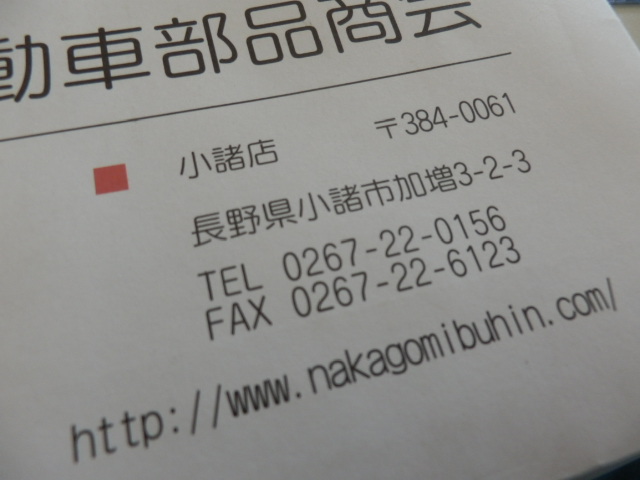 動車部品商会
小諸店 〒384-0061
長野県小諸市加増3-2-3
TEL 0267-22-0156
FAX 0267-22-6123
http://www.nakagomibuhin.com/